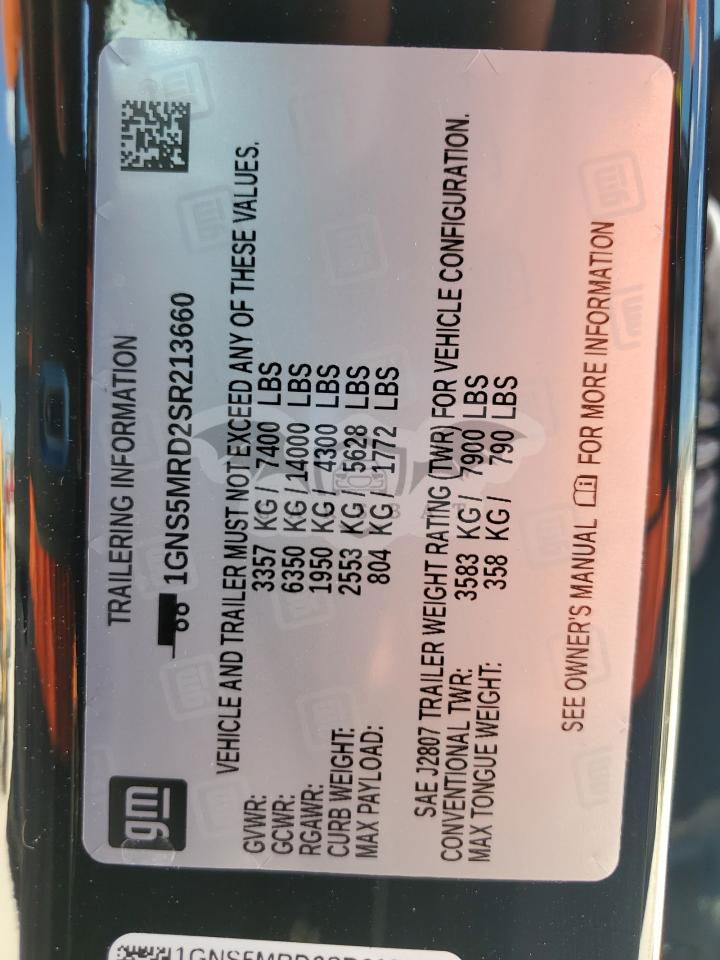 gm
TRAILERING INFORMATION
1GNS5MRD2SR213660
VEHICLE AND TRAILER MUST NOT EXCEED ANY OF THESE VALUES.
GVWR: 3357 KG / 7400 LBS
GCWR: 6350 KG / 14000 LBS
RGAWR: 1950 KG / 4300 LBS
CURB WEIGHT: 2553 KG / 5628 LBS
MAX PAYLOAD: 804 KG / 1772 LBS
SAE J2807 TRAILER WEIGHT RATING (TWR) FOR VEHICLE CONFIGURATION.
CONVENTIONAL TWR: 3583 KG / 7900 LBS
MAX TONGUE WEIGHT: 358 KG / 790 LBS
SEE OWNER'S MANUAL FOR MORE INFORMATION